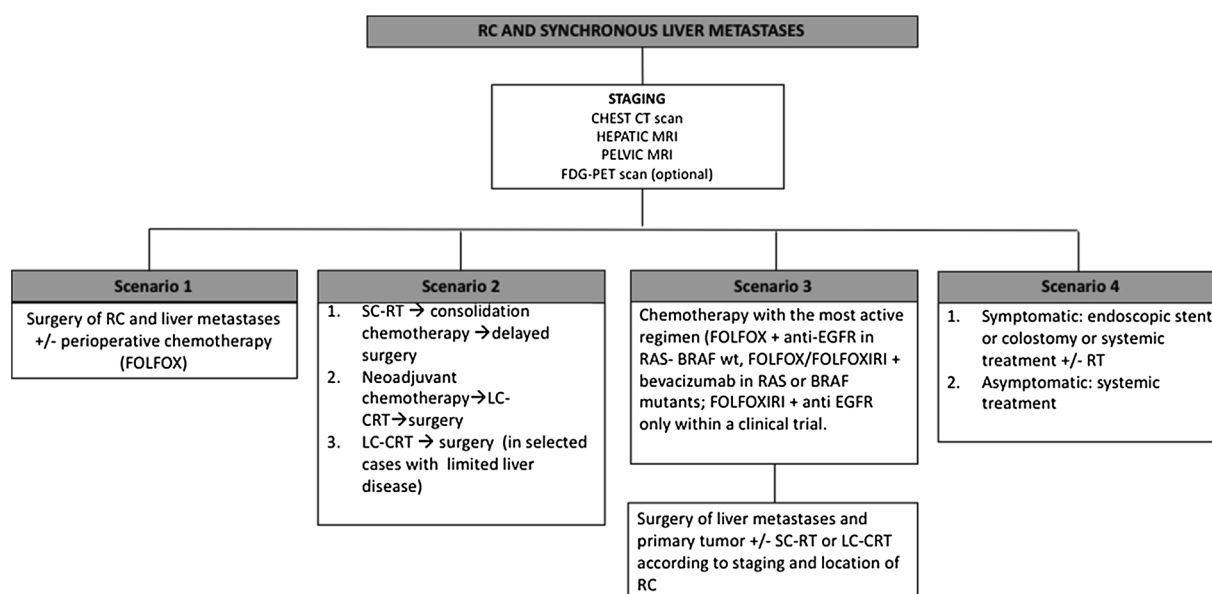 RC AND SYNCHRONOUS LIVER METASTASES
STAGING
CHEST CT scan
HEPATIC MRI
PELVIC MRI
FDG-PET scan (optional)
Scenario 1
Surgery of RC and liver metastases
+/- perioperative chemotherapy
(FOLFOX)
Scenario 2
1. SC-RT → consolidation
chemotherapy →delayed
surgery
2. Neoadjuvant
chemotherapy→LC-
CRT→surgery
3. LC-CRT → surgery (in selected
cases with limited liver
disease)
Scenario 3
Chemotherapy with the most active
regimen (FOLFOX + anti-EGFR in
RAS- BRAF wt, FOLFOX/FOLFOXIRI +
bevacizumab in RAS or BRAF
mutants; FOLFOXIRI + anti EGFR
only within a clinical trial.
Surgery of liver metastases and
primary tumor +/- SC-RT or LC-CRT
according to staging and location of
RC
Scenario 4
1. Symptomatic: endoscopic stent
or colostomy or systemic
treatment +/- RT
2. Asymptomatic: systemic
treatment